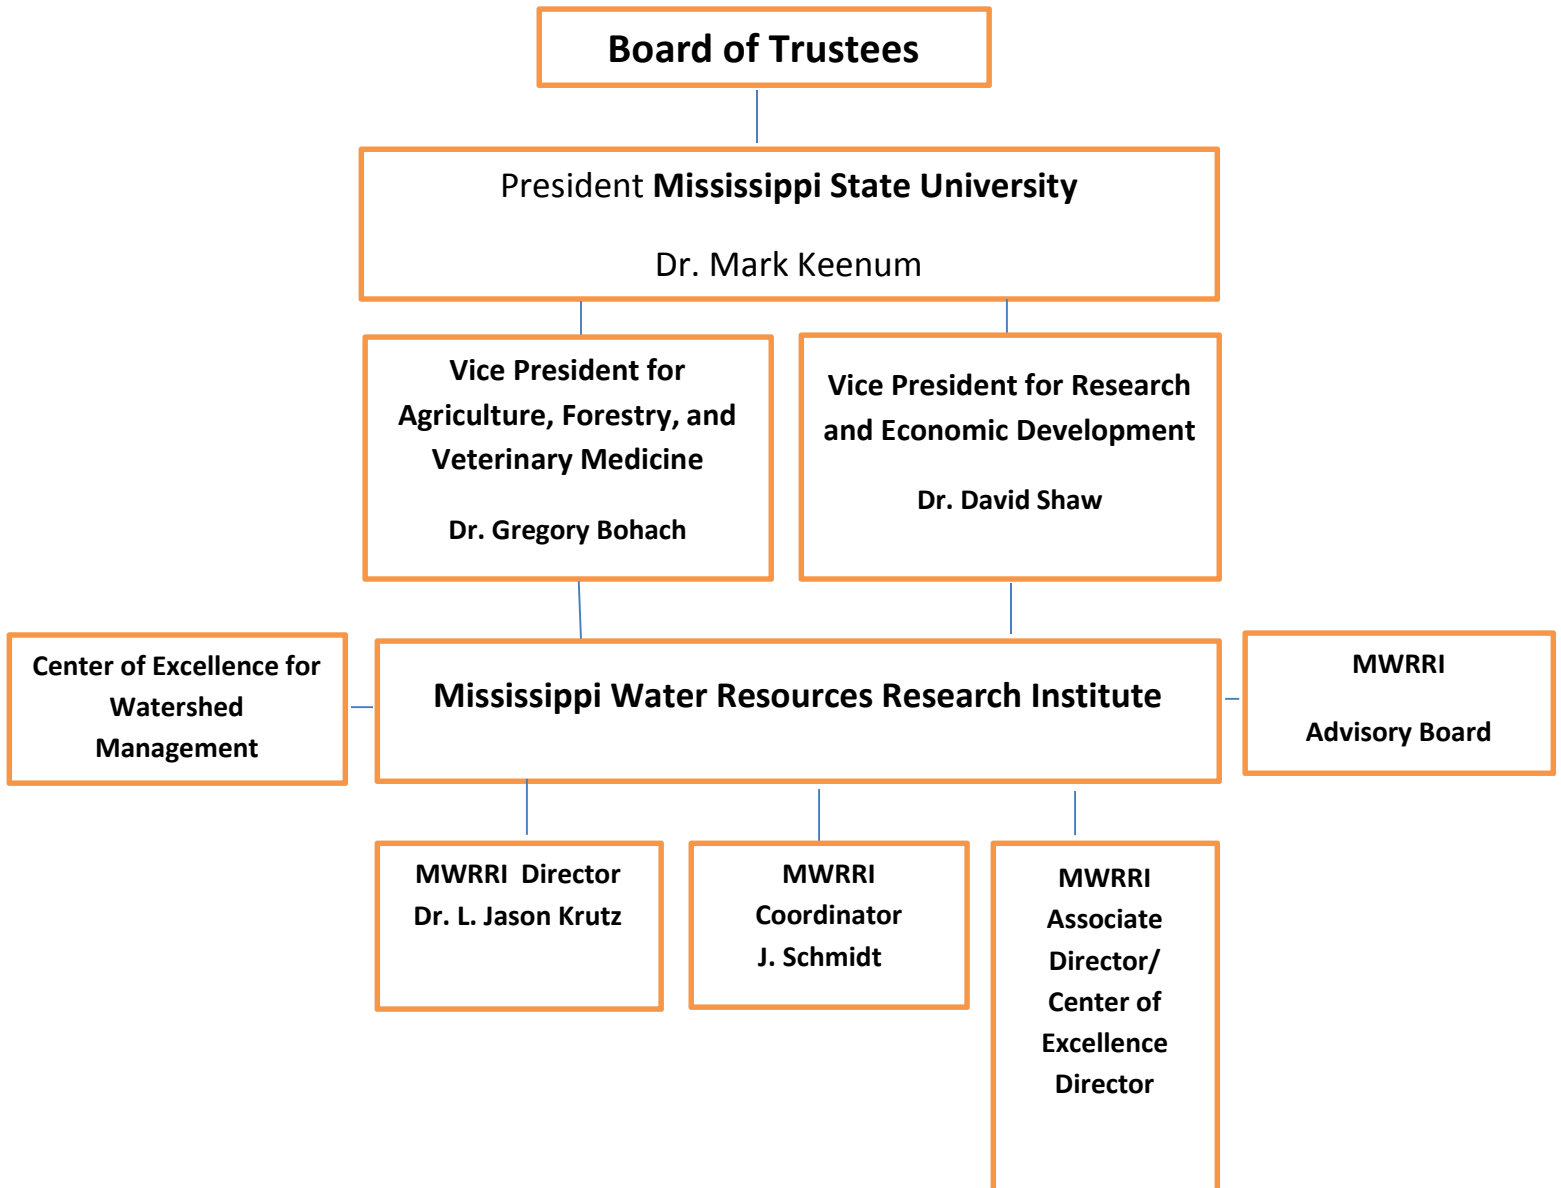 Board of Trustees
President Mississippi State University
Dr. Mark Keenum
Vice President for
Agriculture, Forestry, and
Veterinary Medicine
Dr. Gregory Bohach
Vice President for Research
and Economic Development
Dr. David Shaw
Center of Excellence for
Watershed
Management
Mississippi Water Resources Research Institute
MWRRI
Advisory Board
MWRRI  Director
Dr. L. Jason Krutz
MWRRI
Coordinator
J. Schmidt
MWRRI
Associate
Director/
Center of
Excellence
Director